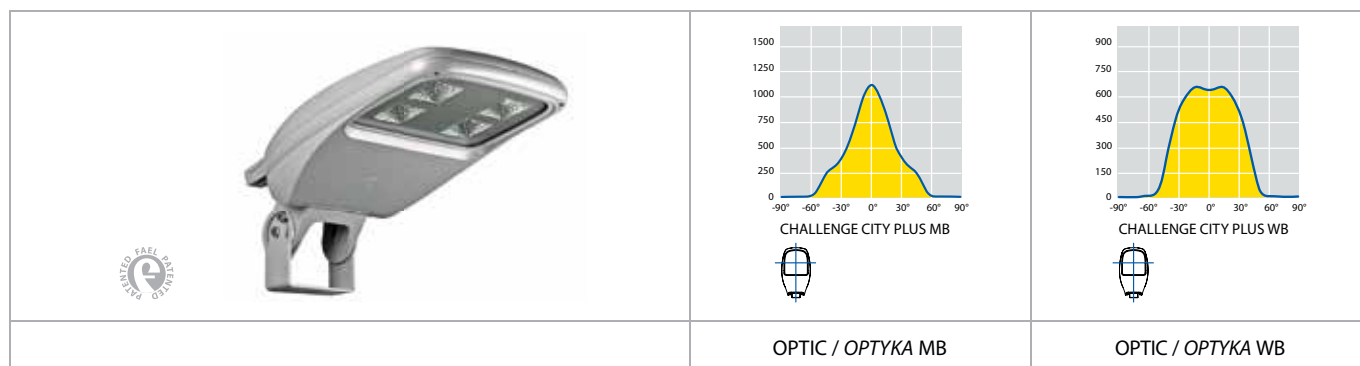 PATENTED FAEL PATENTED
1500
1250
1000
750
500
250
0
-90° -60° -30° 0° 30° 60° 90°
CHALLENGE CITY PLUS MB
900
750
600
450
300
150
0
-90° -60° -30° 0° 30° 60° 90°
CHALLENGE CITY PLUS WB
OPTIC / OPTYKA MB
OPTIC / OPTYKA WB